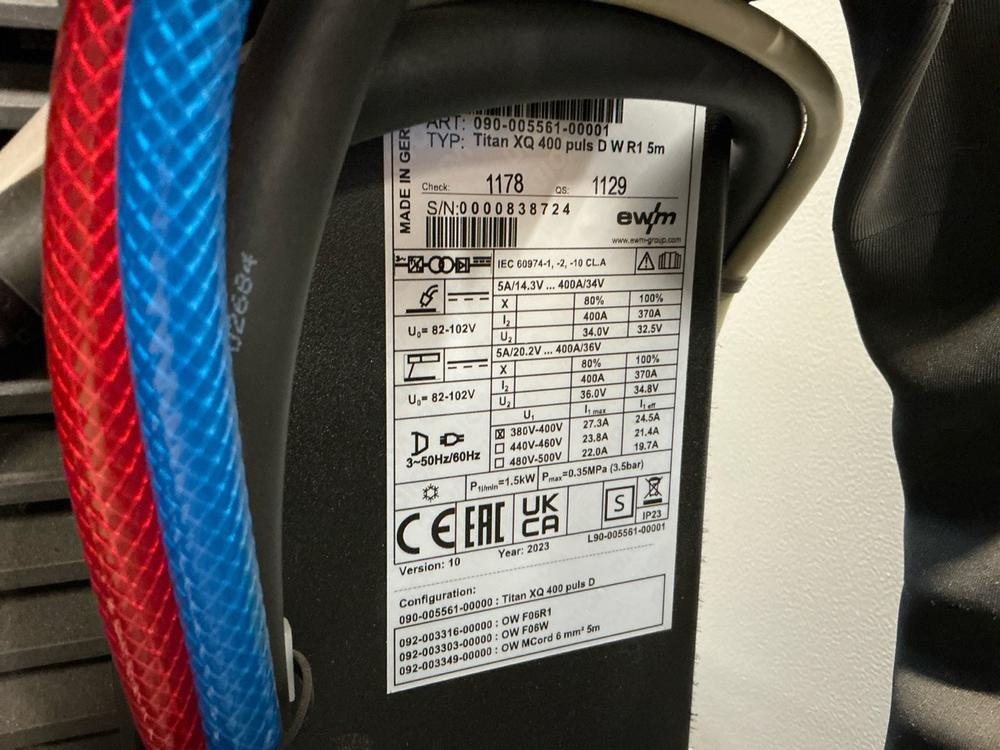 MADE IN GER
ART: 090-005561-00001
TYP: Titan XQ 400 puls D W R1 5m
Check: 1178 QS: 1129
S/N:0000838724
ewm
www.ewm-group.com
3~ IEC 60974-1, -2, -10 CL.A
5A/14.3V ... 400A/34V
X 80% 100%
I2 400A 370A
U0= 82-102V U2 34.0V 32.5V
5A/20.2V ... 400A/36V
X 80% 100%
I2 400A 370A
U0= 82-102V U2 36.0V 34.8V
U1 I1 max I1 eff
380V-400V 27.3A 24.5A
440V-460V 23.8A 21.4A
3~50Hz/60Hz 480V-500V 22.0A 19.7A
P1l/min=1.5kW Pmax=0.35MPa (3.5bar)
CE EAC UK CA S IP23
L90-005561-00001
Version: 10 Year: 2023
Configuration:
090-005561-00000 : Titan XQ 400 puls D
092-003316-00000 : OW F06R1
092-003303-00000 : OW F06W
092-003349-00000 : OW MCord 6 mm² 5m